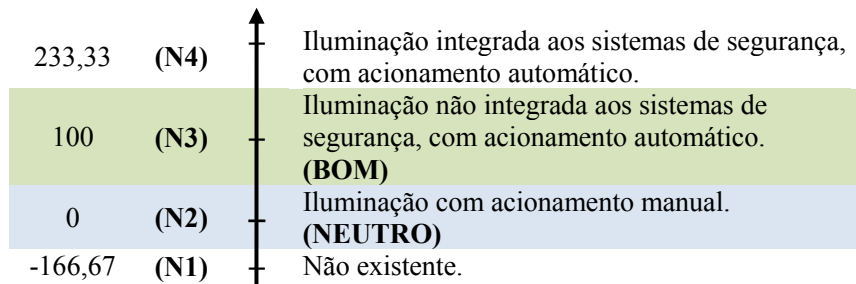 233,33 (N4) Iluminação integrada aos sistemas de segurança,
com acionamento automático.
Iluminação não integrada aos sistemas de
100 (N3) segurança, com acionamento automático.
(BOM)
0 (N2) Iluminação com acionamento manual.
(NEUTRO)
-166,67 (N1) Não existente.